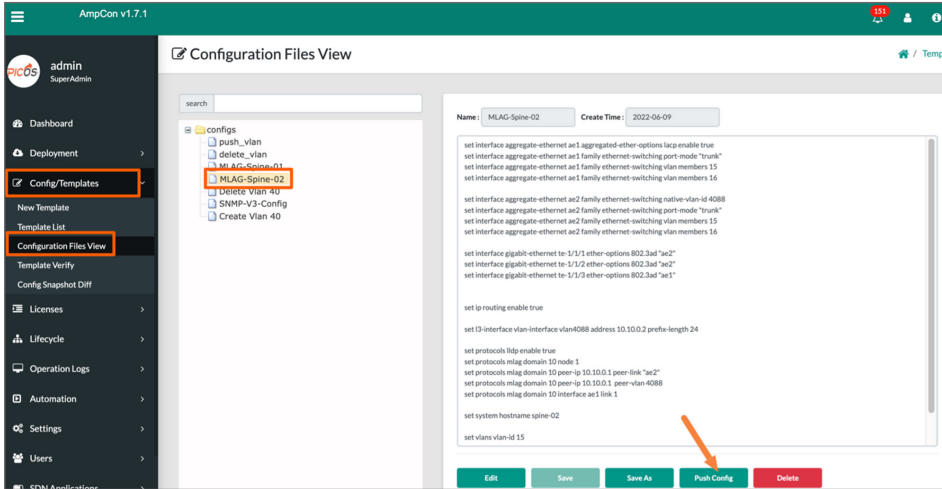 AmpCon v1.7.1
151
PICOS
admin
SuperAdmin
Dashboard
Deployment
Config/Templates
New Template
Template List
Configuration Files View
Template Verify
Config Snapshot Diff
Licenses
Lifecycle
Operation Logs
Automation
Settings
Users
SDN Applications
Configuration Files View
/ Temp
search
configs
push_vlan
delete_vlan
MLAG-Spine-01
MLAG-Spine-02
Delete Vlan 40
SNMP-V3-Config
Create Vlan 40
Name : MLAG-Spine-02 Create Time : 2022-06-09
set interface aggregate-ethernet ae1 aggregated-ether-options lacp enable true
set interface aggregate-ethernet ae1 family ethernet-switching port-mode "trunk"
set interface aggregate-ethernet ae1 family ethernet-switching vlan members 15
set interface aggregate-ethernet ae1 family ethernet-switching vlan members 16
set interface aggregate-ethernet ae2 family ethernet-switching native-vlan-id 4088
set interface aggregate-ethernet ae2 family ethernet-switching port-mode "trunk"
set interface aggregate-ethernet ae2 family ethernet-switching vlan members 15
set interface aggregate-ethernet ae2 family ethernet-switching vlan members 16
set interface gigabit-ethernet te-1/1/1 ether-options 802.3ad "ae2"
set interface gigabit-ethernet te-1/1/2 ether-options 802.3ad "ae2"
set interface gigabit-ethernet te-1/1/3 ether-options 802.3ad "ae1"
set ip routing enable true
set l3-interface vlan-interface vlan4088 address 10.10.0.2 prefix-length 24
set protocols lldp enable true
set protocols mlag domain 10 node 1
set protocols mlag domain 10 peer-ip 10.10.0.1 peer-link "ae2"
set protocols mlag domain 10 peer-ip 10.10.0.1 peer-vlan 4088
set protocols mlag domain 10 interface ae1 link 1
set system hostname spine-02
set vlans vlan-id 15
Edit Save Save As Push Config Delete